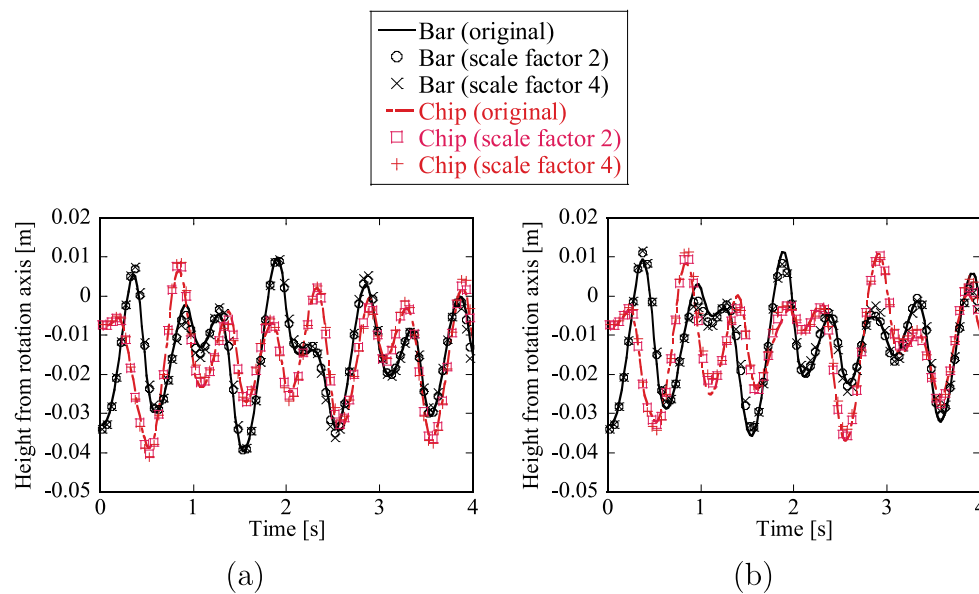 Bar (original)
Bar (scale factor 2)
Bar (scale factor 4)
Chip (original)
Chip (scale factor 2)
Chip (scale factor 4)
Height from rotation axis [m]
0.02
0.01
0
-0.01
-0.02
-0.03
-0.04
-0.05
0 1 2 3 4
Time [s]
(a)
Height from rotation axis [m]
0.02
0.01
0
-0.01
-0.02
-0.03
-0.04
-0.05
0 1 2 3 4
Time [s]
(b)